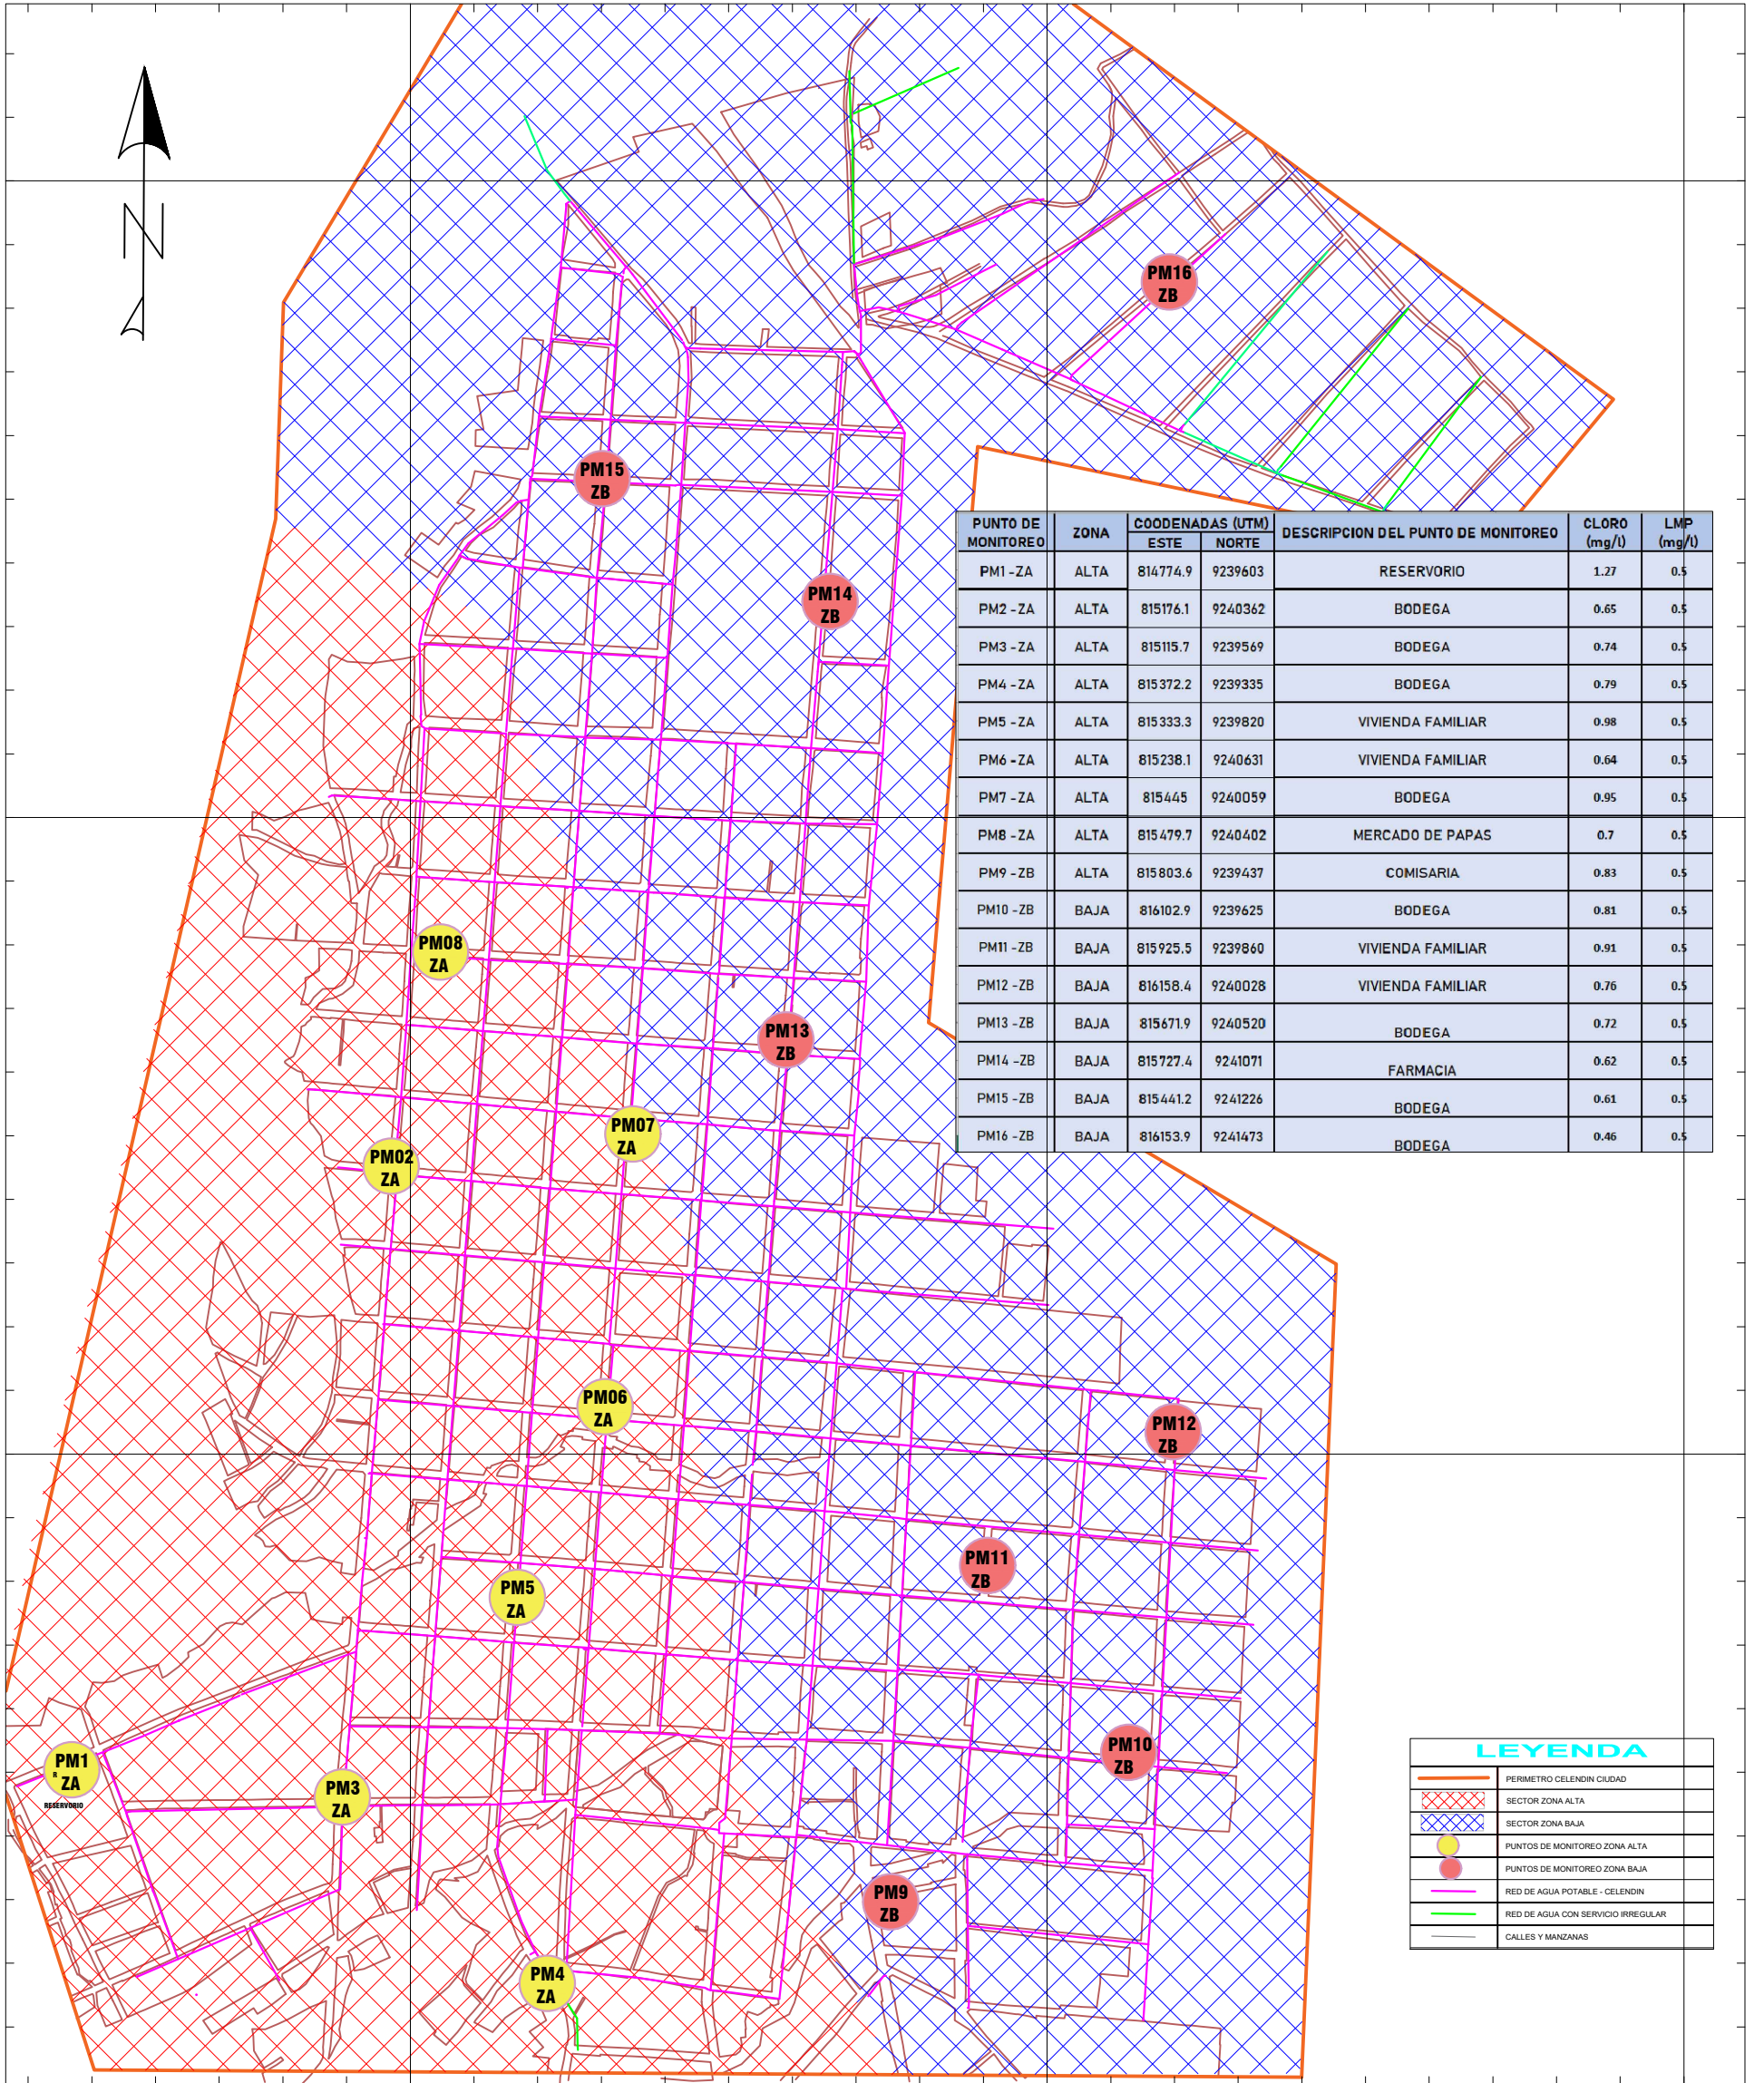 N
PM16
ZB
PM15
ZB
PM14
ZB
PUNTO DE MONITOREO ZONA COODENADAS (UTM) ESTE NORTE DESCRIPCION DEL PUNTO DE MONITOREO CLORO (mg/l) LMP (mg/l)
PM1 -ZA ALTA 814774.9 9239603 RESERVORIO 1.27 0.5
PM2 -ZA ALTA 815176.1 9240362 BODEGA 0.65 0.5
PM3 -ZA ALTA 815115.7 9239569 BODEGA 0.74 0.5
PM4 -ZA ALTA 815372.2 9239335 BODEGA 0.79 0.5
PM5 -ZA ALTA 815333.3 9239820 VIVIENDA FAMILIAR 0.98 0.5
PM6 -ZA ALTA 815238.1 9240631 VIVIENDA FAMILIAR 0.64 0.5
PM7 -ZA ALTA 815445 9240059 BODEGA 0.95 0.5
PM8 -ZA ALTA 815479.7 9240402 MERCADO DE PAPAS 0.7 0.5
PM9 -ZB ALTA 815803.6 9239437 COMISARIA 0.83 0.5
PM10 -ZB BAJA 816102.9 9239625 BODEGA 0.81 0.5
PM11 -ZB BAJA 815925.5 9239860 VIVIENDA FAMILIAR 0.91 0.5
PM12 -ZB BAJA 816158.4 9240028 VIVIENDA FAMILIAR 0.76 0.5
PM13 -ZB BAJA 815671.9 9240520 BODEGA 0.72 0.5
PM14 -ZB BAJA 815727.4 9241071 FARMACIA 0.62 0.5
PM15 -ZB BAJA 815441.2 9241226 BODEGA 0.61 0.5
PM16 -ZB BAJA 816153.9 9241473 BODEGA 0.46 0.5
PM08
ZA
PM13
ZB
PM07
ZA
PM02
ZA
PM06
ZA
PM12
ZB
PM11
ZB
PM5
ZA
PM10
ZB
PM1
R ZA
RESERVORIO
PM3
ZA
PM9
ZB
PM4
ZA
LEYENDA
PERIMETRO CELENDIN CIUDAD
SECTOR ZONA ALTA
SECTOR ZONA BAJA
PUNTOS DE MONITOREO ZONA ALTA
PUNTOS DE MONITOREO ZONA BAJA
RED DE AGUA POTABLE - CELENDIN
RED DE AGUA CON SERVICIO IRREGULAR
CALLES Y MANZANAS